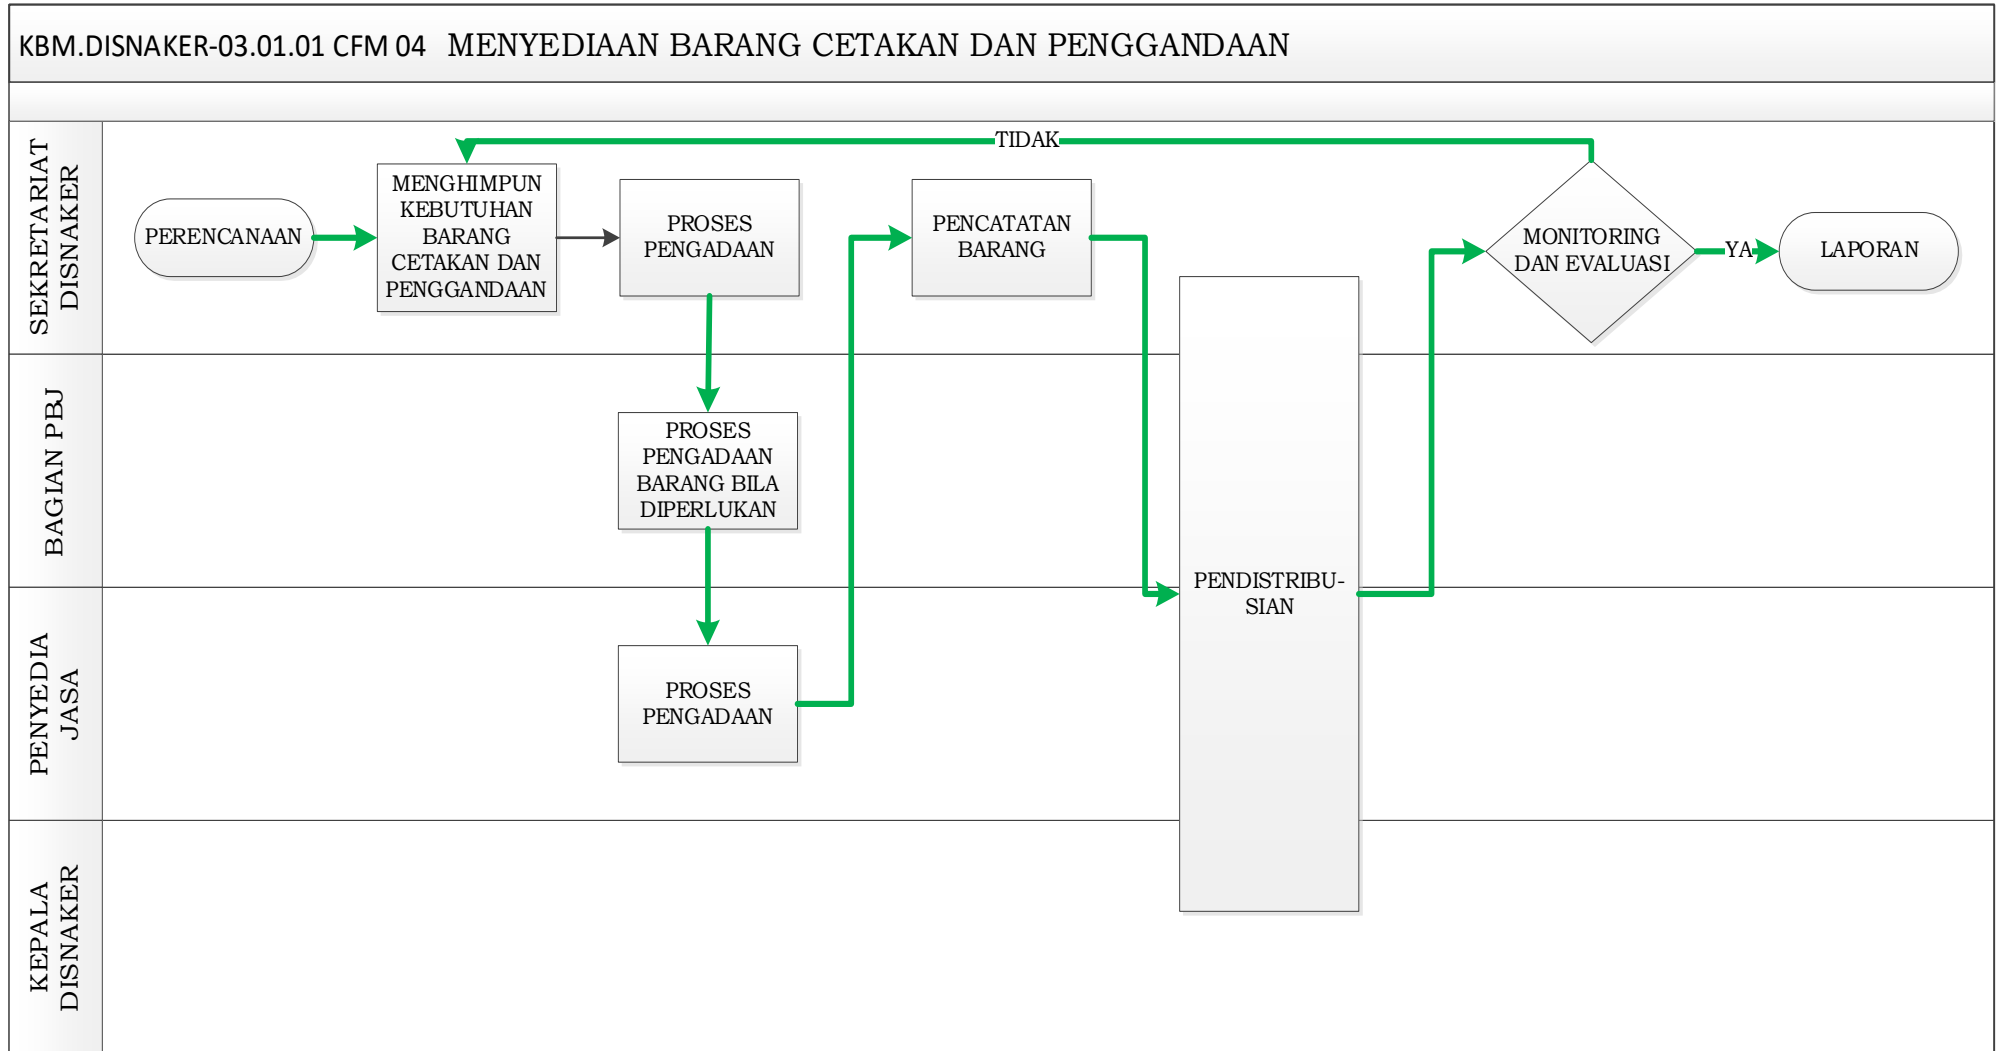 KBM.DISNAKER-03.01.01 CFM 04 MENYEDIAAN BARANG CETAKAN DAN PENGGANDAAN
SEKRETARIAT
DISNAKER
PERENCANAAN
MENGHIMPUN
KEBUTUHAN
BARANG
CETAKAN DAN
PENGGANDAAN
PROSES
PENGADAAN
PENCATATAN
BARANG
TIDAK
MONITORING
DAN EVALUASI
YA
LAPORAN
BAGIAN PBJ
PROSES
PENGADAAN
BARANG BILA
DIPERLUKAN
PENDISTRIBU-
SIAN
PENYEDIA
JASA
PROSES
PENGADAAN
KEPALA
DISNAKER